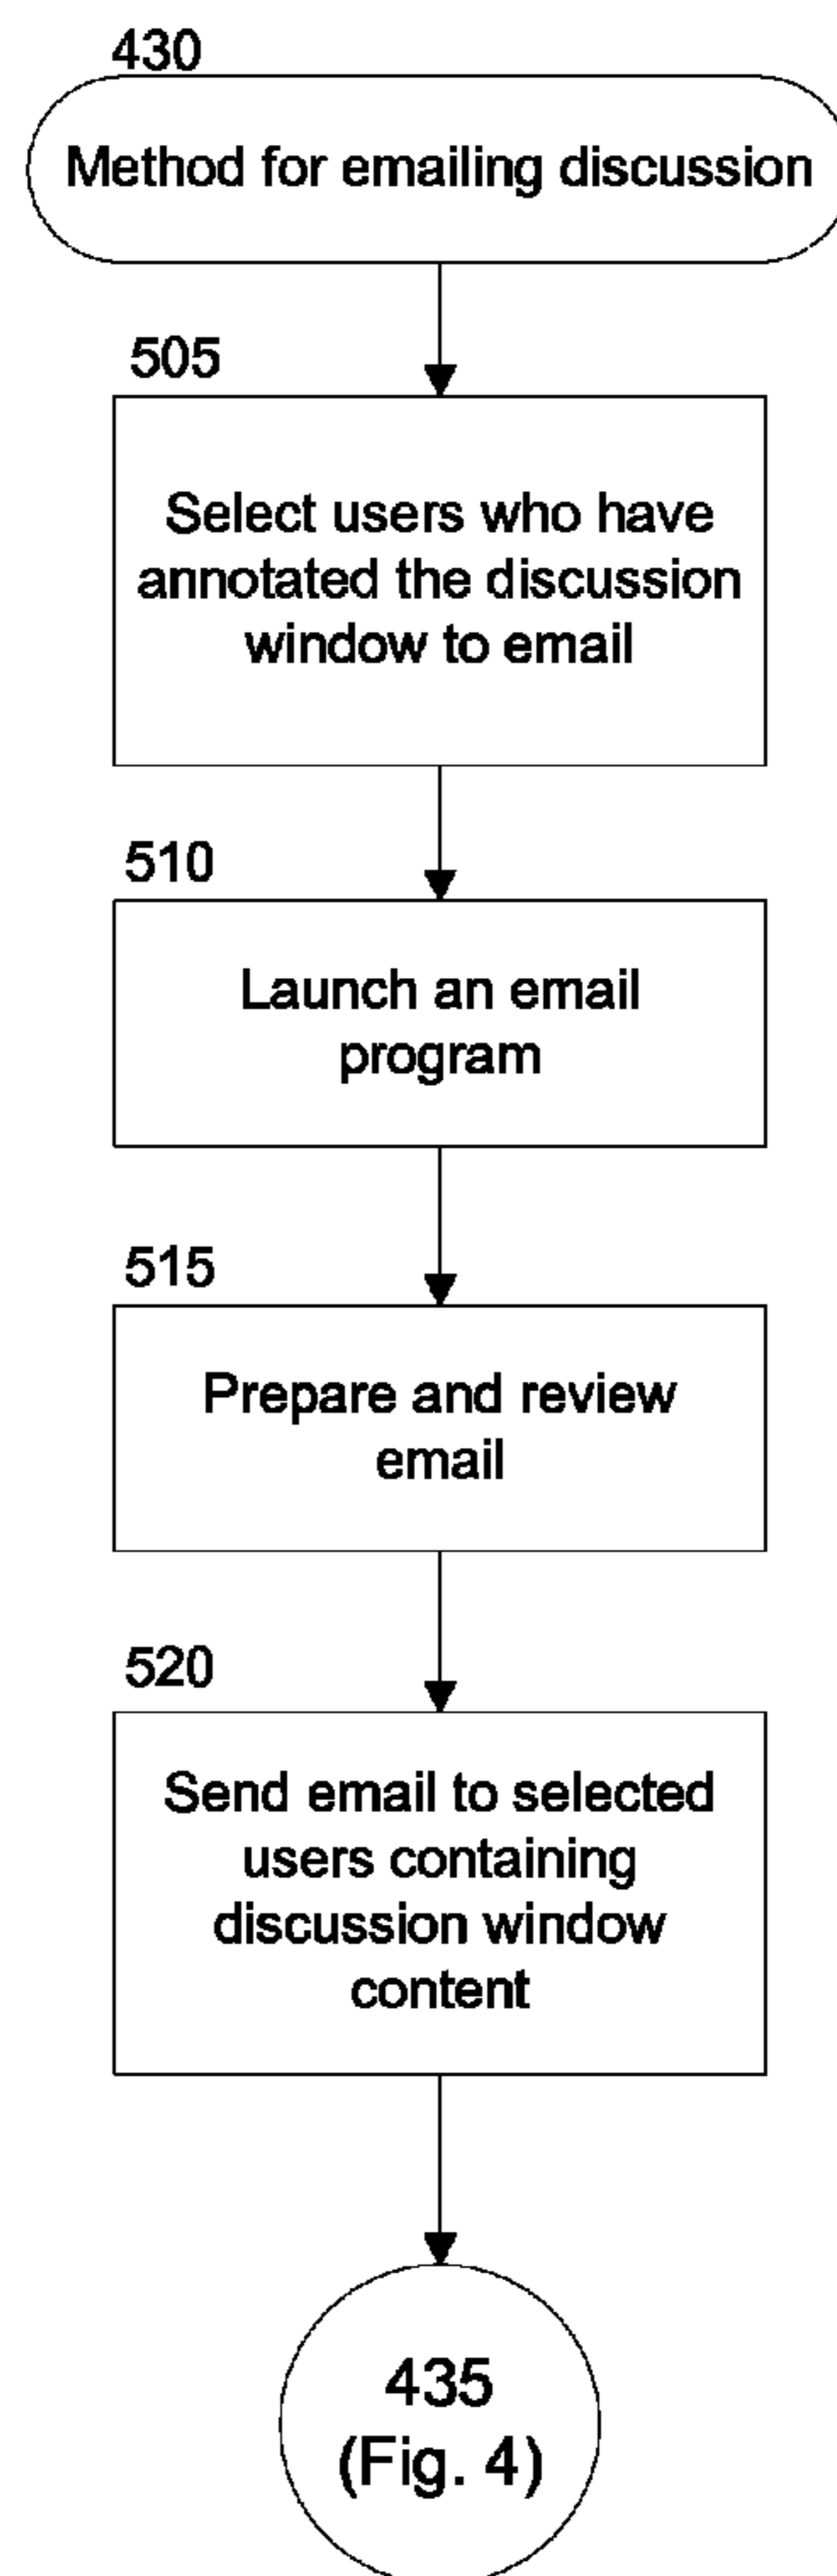 430
Method for emailing discussion
505
Select users who have
annotated the discussion
window to email
510
Launch an email
program
515
Prepare and review
email
520
Send email to selected
users containing
discussion window
content
435
(Fig. 4)